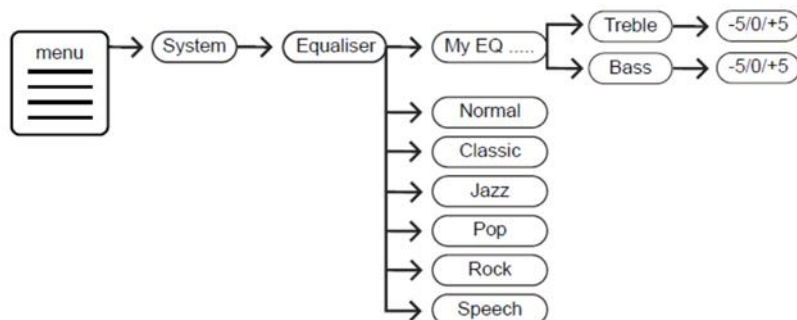 menu
System
Equaliser
My EQ .....
Treble
-5/0/+5
Bass
-5/0/+5
Normal
Classic
Jazz
Pop
Rock
Speech